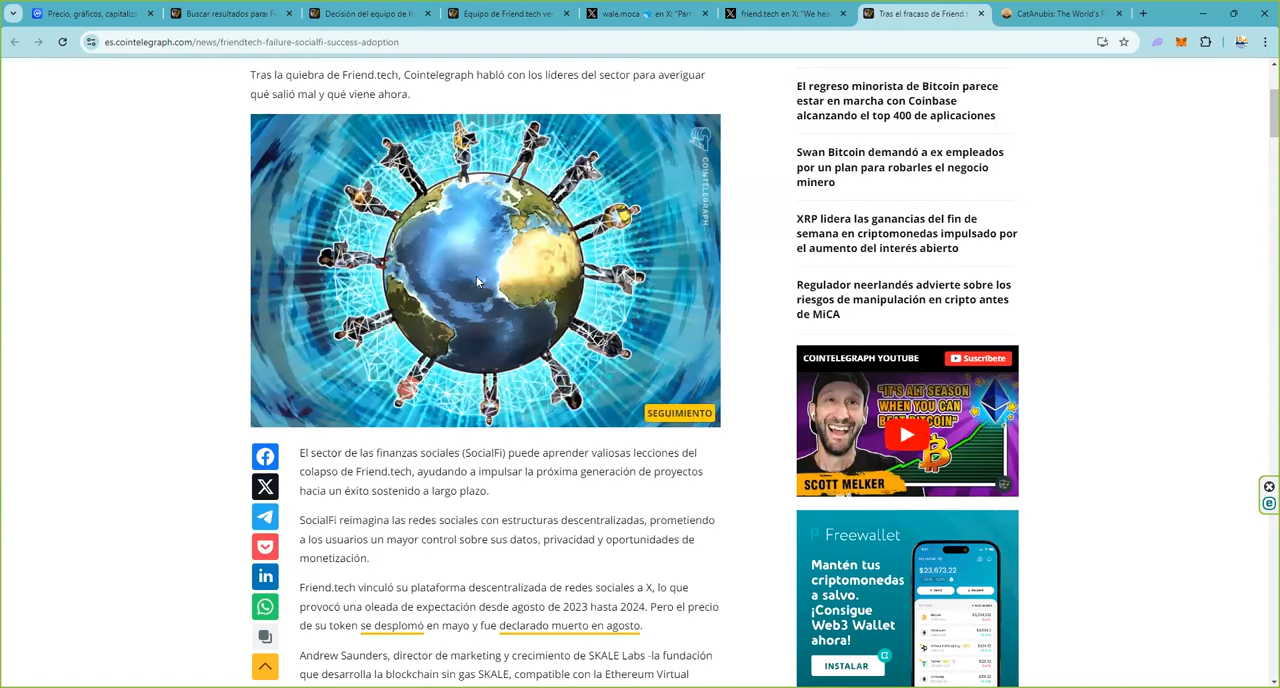 Precio, gráficos, capitaliz
Buscar resultados para: F
Decisión del equipo de fr
Equipo de Friend.tech ver
wale.moca en X: "Part
friend.tech en X: "We hea
Tras el fracaso de Friend.
CatAnubis: The World's F
es.cointelegraph.com/news/friendtech-failure-socialfi-success-adoption
Tras la quiebra de Friend.tech, Cointelegraph habló con los líderes del sector para averiguar
qué salió mal y qué viene ahora.
COINTELEGRAPH
SEGUIMIENTO
El sector de las finanzas sociales (SocialFi) puede aprender valiosas lecciones del
colapso de Friend.tech, ayudando a impulsar la próxima generación de proyectos
hacia un éxito sostenido a largo plazo.
SocialFi reimagina las redes sociales con estructuras descentralizadas, prometiendo
a los usuarios un mayor control sobre sus datos, privacidad y oportunidades de
monetización.
Friend.tech vinculó su plataforma descentralizada de redes sociales a X, lo que
provocó una oleada de expectación desde agosto de 2023 hasta 2024. Pero el precio
de su token se desplomó en mayo y fue declarado muerto en agosto.
Andrew Saunders, director de marketing y crecimiento de SKALE Labs -la fundación
que desarrolla la blockchain sin gas SKALE, compatible con la Ethereum Virtual
El regreso minorista de Bitcoin parece
estar en marcha con Coinbase
alcanzando el top 400 de aplicaciones
Swan Bitcoin demandó a ex empleados
por un plan para robarles el negocio
minero
XRP lidera las ganancias del fin de
semana en criptomonedas impulsado por
el aumento del interés abierto
Regulador neerlandés advierte sobre los
riesgos de manipulación en cripto antes
de MiCA
COINTELEGRAPH YOUTUBE
Suscríbete
"IT'S ALT SEASON
WHEN YOU CAN
BEAT BITCOIN"
SCOTT MELKER
Freewallet
Mantén tus
criptomonedas
a salvo.
¡Consigue
Web3 Wallet
ahora!
INSTALAR
$23,673.22